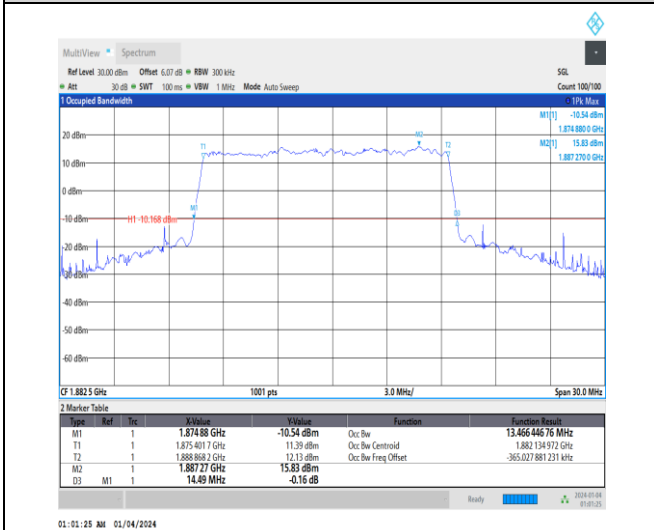 MultiView Spectrum
Ref Level 30.00 dBm Offset 6.07 dB RBW 300 kHz SGL
Att 30 dB SWT 100 ms VBW 1 MHz Mode Auto Sweep Count 100/100
1 Occupied Bandwidth 1Pk Max
M1[1] -10.54 dBm
1.874 880 0 GHz
M2[1] 15.83 dBm
1.887 270 0 GHz
20 dBm
M2
T1 T2
10 dBm
0 dBm
M1
D3
-10 dBm H1 -10.168 dBm
-20 dBm
-30 dBm
-40 dBm
-50 dBm
-60 dBm
CF 1.882 5 GHz 1001 pts 3.0 MHz/ Span 30.0 MHz
2 Marker Table
Type Ref Trc X-Value Y-Value Function Function Result
M1 1 1.874 88 GHz -10.54 dBm Occ Bw 13.466 446 76 MHz
T1 1 1.875 401 7 GHz 11.39 dBm Occ Bw Centroid 1.882 134 972 GHz
T2 1 1.888 868 2 GHz 12.13 dBm Occ Bw Freq Offset -365.027 881 231 kHz
M2 1 1.887 27 GHz 15.83 dBm
D3 M1 1 14.49 MHz -0.16 dB
Ready 2024-01-04
01:01:25
01:01:25 AM 01/04/2024